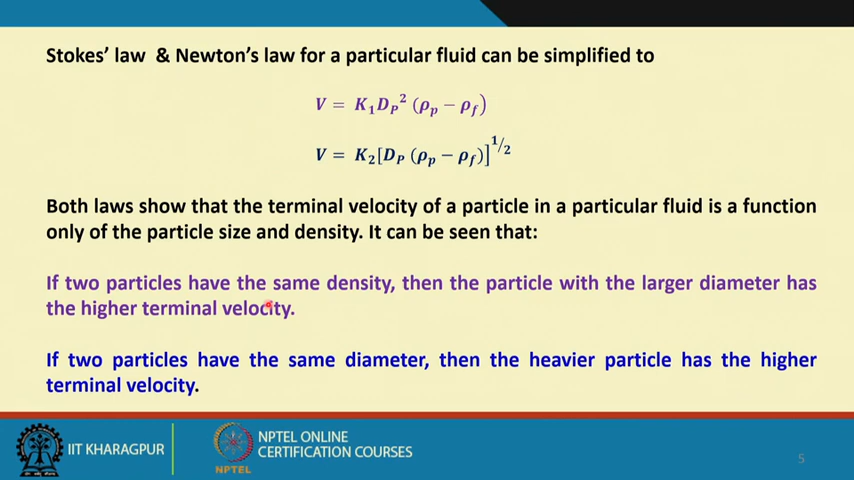 Stokes’ law & Newton’s law for a particular fluid can be simplified to
V = K₁D_P² (ρ_p − ρ_f)
V = K₂[D_P (ρ_p − ρ_f)]^1/2
Both laws show that the terminal velocity of a particle in a particular fluid is a function
only of the particle size and density. It can be seen that:
If two particles have the same density, then the particle with the larger diameter has
the higher terminal velocity.
If two particles have the same diameter, then the heavier particle has the higher
terminal velocity.
IIT KHARAGPUR
NPTEL
NPTEL ONLINE
CERTIFICATION COURSES
5